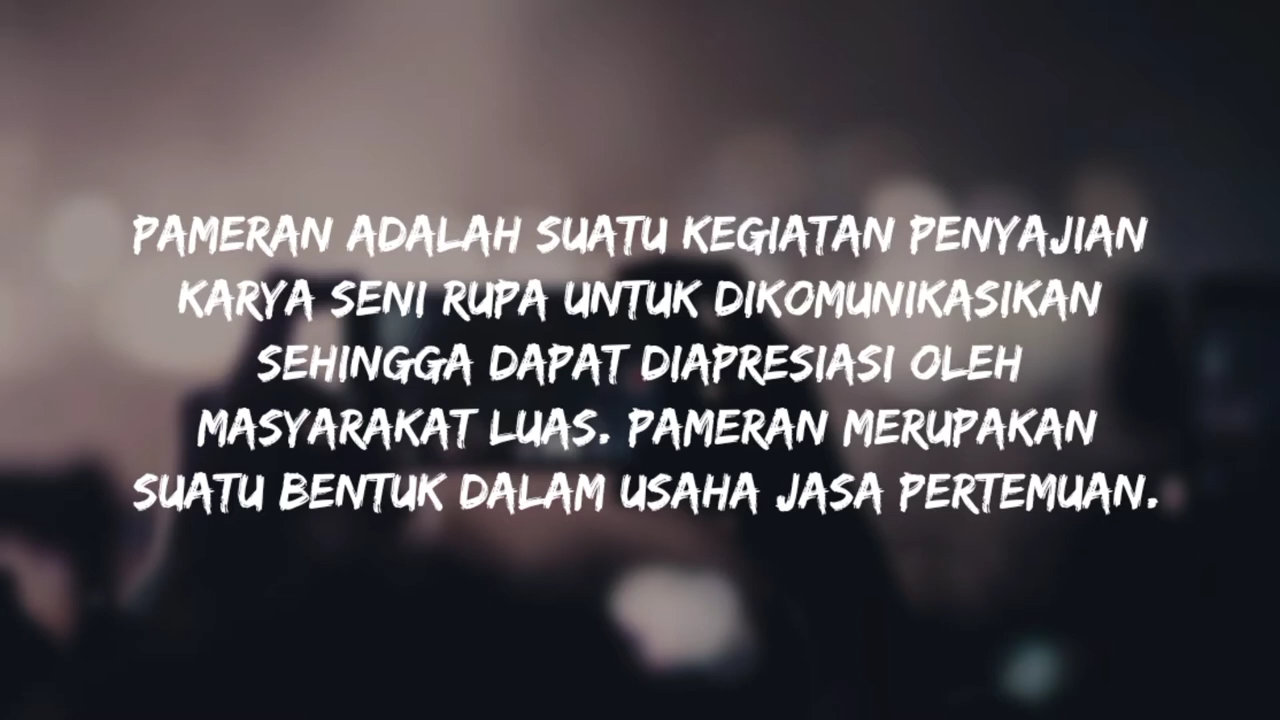 PAMERAN ADALAH SUATU KEGIATAN PENYAJIAN
KARYA SENI RUPA UNTUK DIKOMUNIKASIKAN
SEHINGGA DAPAT DIAPRESIASI OLEH
MASYARAKAT LUAS. PAMERAN MERUPAKAN
SUATU BENTUK DALAM USAHA JASA PERTEMUAN.